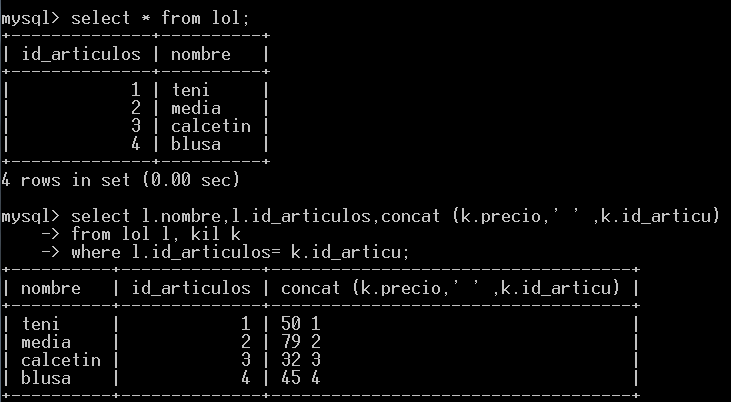 mysql> select * from lol;
+--------------+----------+
| id_articulos | nombre   |
+--------------+----------+
|            1 | teni     |
|            2 | media    |
|            3 | calcetin |
|            4 | blusa    |
+--------------+----------+
4 rows in set (0.00 sec)

mysql> select l.nombre,l.id_articulos,concat (k.precio,' ' ,k.id_articu)
    -> from lol l, kil k
    -> where l.id_articulos= k.id_articu;
+----------+--------------+------------------------------------+
| nombre   | id_articulos | concat (k.precio,' ' ,k.id_articu) |
+----------+--------------+------------------------------------+
| teni     |            1 | 50 1                               |
| media    |            2 | 79 2                               |
| calcetin |            3 | 32 3                               |
| blusa    |            4 | 45 4                               |
+----------+--------------+------------------------------------+